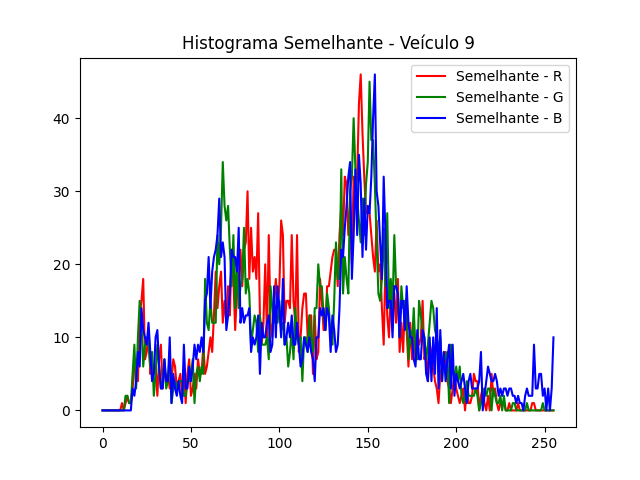 Histograma Semelhante - Veículo 9
Semelhante - R
Semelhante - G
Semelhante - B
40
30
20
10
0
0 50 100 150 200 250